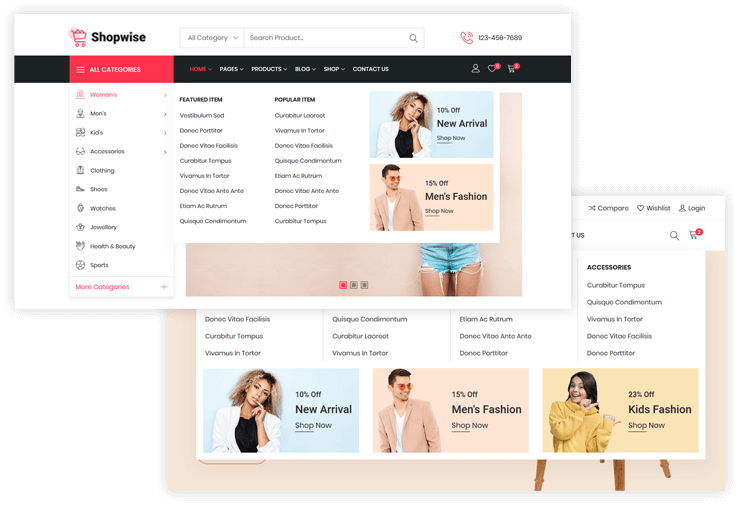 Shopwise
All Category
Search Product...
123-456-7689
ALL CATEGORIES
HOME
PAGES
PRODUCTS
BLOG
SHOP
CONTACT US
0
2
Woman's
Men's
Kid's
Accessories
Clothing
Shoes
Watches
Jewellery
Health & Beauty
Sports
More Categories
FEATURED ITEM
Vestibulum Sed
Donec Porttitor
Donec Vitae Facilisis
Curabitur Tempus
Vivamus In Tortor
Donec Vitae Ante Ante
Etiam Ac Rutrum
Quisque Condimentum
POPULAR ITEM
Curabitur Laoreet
Vivamus In Tortor
Donec Vitae Facilisis
Quisque Condimentum
Etiam Ac Rutrum
Donec Vitae Ante Ante
Donec Porttitor
Curabitur Tempus
10% Off
New Arrival
Shop Now
15% Off
Men's Fashion
Shop Now
Compare
Wishlist
Login
T US
2
ACCESSORIES
Curabitur Tempus
Quisque Condimentum
Vivamus In Tortor
Donec Vitae Facilisis
Donec Porttitor
Donec Vitae Facilisis
Curabitur Tempus
Vivamus In Tortor
Quisque Condimentum
Curabitur Laoreet
Vivamus In Tortor
Etiam Ac Rutrum
Donec Vitae Ante Ante
Donec Porttitor
10% Off
New Arrival
Shop Now
15% Off
Men's Fashion
Shop Now
23% Off
Kids Fashion
Shop Now